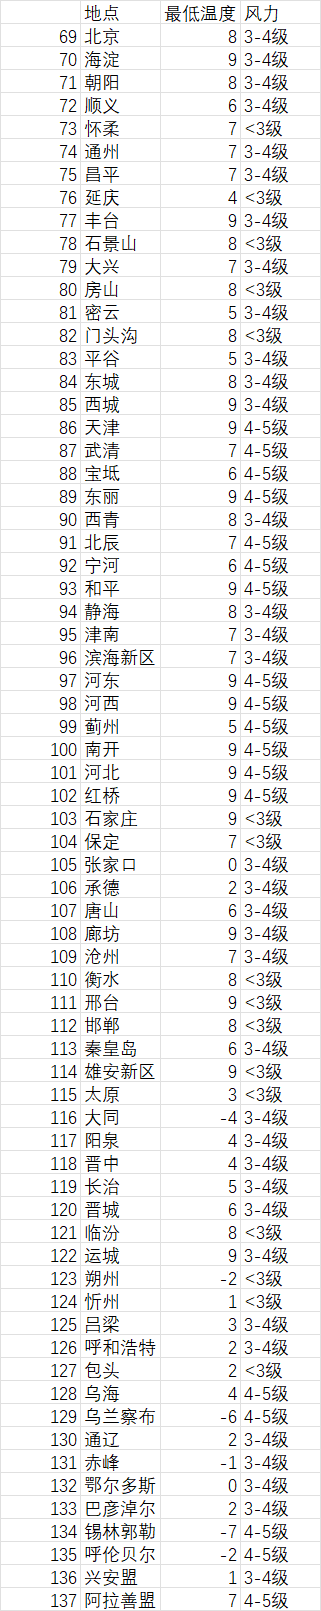 地点 最低温度 风力
69 北京 8 3-4级
70 海淀 9 3-4级
71 朝阳 8 3-4级
72 顺义 6 3-4级
73 怀柔 7 <3级
74 通州 7 3-4级
75 昌平 7 3-4级
76 延庆 4 <3级
77 丰台 9 3-4级
78 石景山 8 <3级
79 大兴 7 3-4级
80 房山 8 <3级
81 密云 5 3-4级
82 门头沟 8 <3级
83 平谷 5 3-4级
84 东城 8 3-4级
85 西城 9 3-4级
86 天津 9 4-5级
87 武清 7 4-5级
88 宝坻 6 4-5级
89 东丽 9 4-5级
90 西青 8 3-4级
91 北辰 7 4-5级
92 宁河 6 4-5级
93 和平 9 4-5级
94 静海 8 3-4级
95 津南 7 3-4级
96 滨海新区 7 3-4级
97 河东 9 4-5级
98 河西 9 4-5级
99 蓟州 5 4-5级
100 南开 9 4-5级
101 河北 9 4-5级
102 红桥 9 4-5级
103 石家庄 9 <3级
104 保定 7 <3级
105 张家口 0 3-4级
106 承德 2 3-4级
107 唐山 6 3-4级
108 廊坊 9 3-4级
109 沧州 7 3-4级
110 衡水 8 <3级
111 邢台 9 <3级
112 邯郸 8 <3级
113 秦皇岛 6 3-4级
114 雄安新区 9 <3级
115 太原 3 <3级
116 大同 -4 3-4级
117 阳泉 4 3-4级
118 晋中 4 3-4级
119 长治 5 3-4级
120 晋城 6 3-4级
121 临汾 8 <3级
122 运城 9 3-4级
123 朔州 -2 <3级
124 忻州 1 <3级
125 吕梁 3 3-4级
126 呼和浩特 2 3-4级
127 包头 2 <3级
128 乌海 4 4-5级
129 乌兰察布 -6 4-5级
130 通辽 2 3-4级
131 赤峰 -1 3-4级
132 鄂尔多斯 0 3-4级
133 巴彦淖尔 2 3-4级
134 锡林郭勒 -7 4-5级
135 呼伦贝尔 -2 4-5级
136 兴安盟 1 3-4级
137 阿拉善盟 7 4-5级